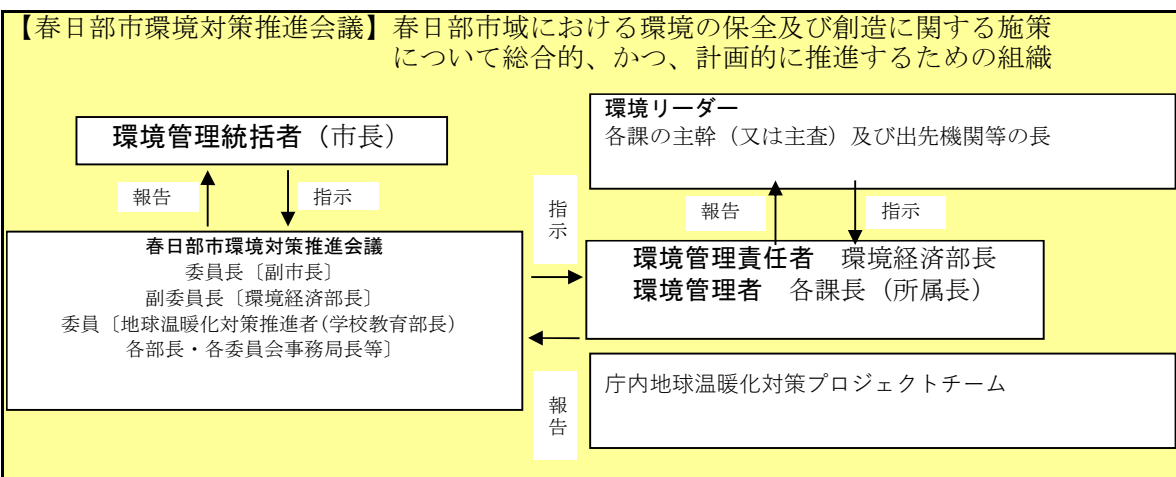 【春日部市環境対策推進会議】春日部市域における環境の保全及び創造に関する施策
について総合的、かつ、計画的に推進するための組織
環境管理統括者（市長）
報告
指示
春日部市環境対策推進会議
委員長〔副市長〕
副委員長〔環境経済部長〕
委員〔地球温暖化対策推進者(学校教育部長)
各部長・各委員会事務局長等〕
指示
報告
環境リーダー
各課の主幹（又は主査）及び出先機関等の長
報告
指示
環境管理責任者　環境経済部長
環境管理者　各課長（所属長）
庁内地球温暖化対策プロジェクトチーム